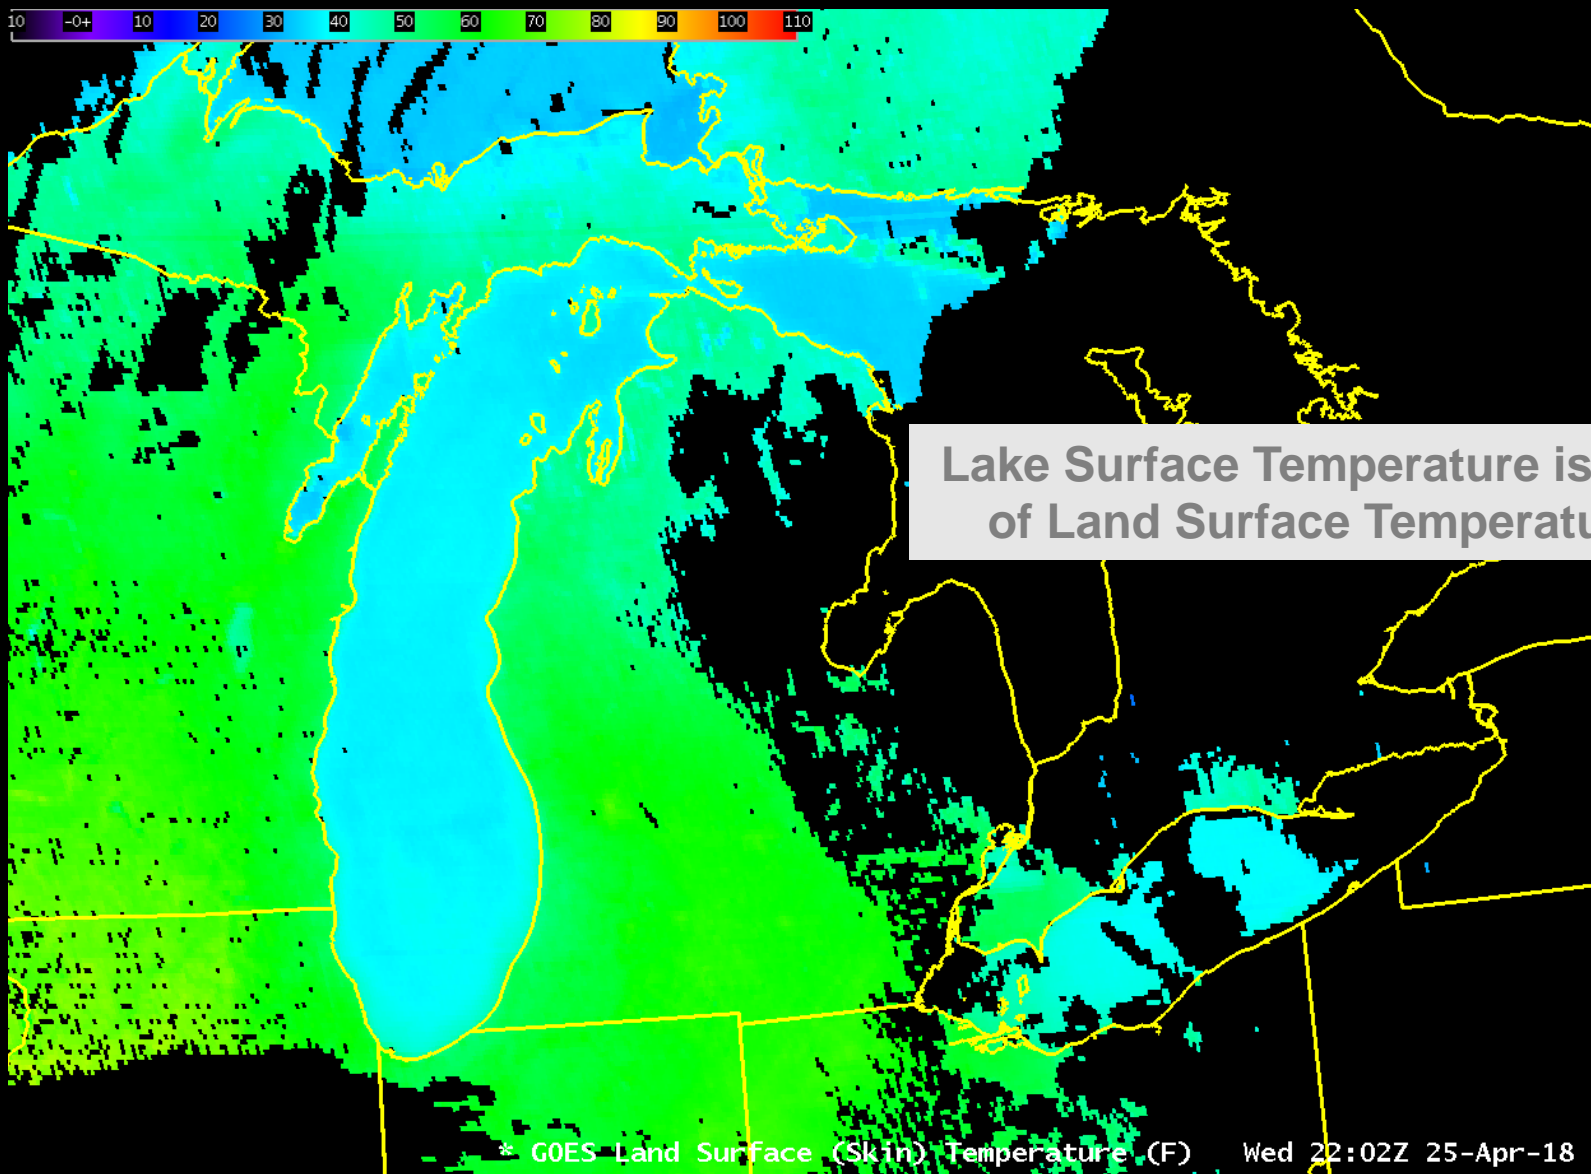 10 -0+ 10 20 30 40 50 60 70 80 90 100 110
Lake Surface Temperature is
of Land Surface
* GOES Land Surface (Skin) Temperature (F) Wed 22:02Z 25-Apr-18